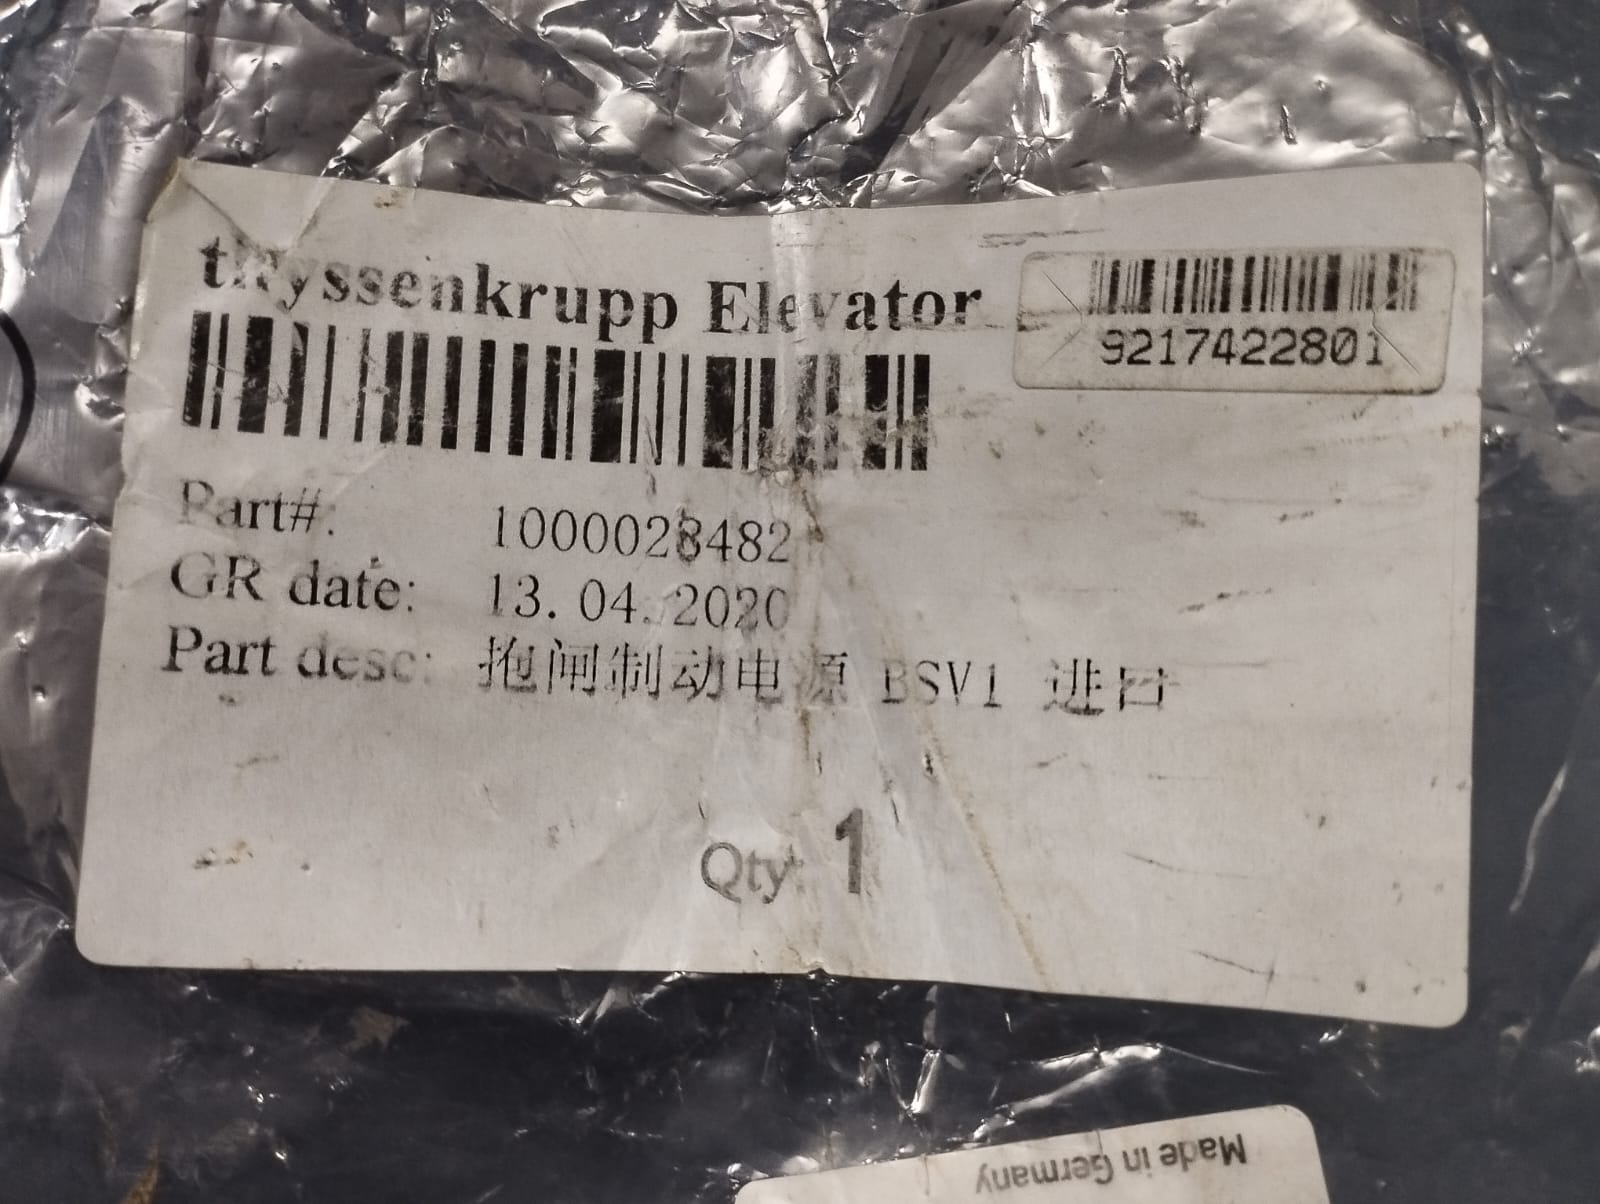 thyssenkrupp Elevator
9217422801
Part#: 1000028482
GR date: 13.04.2020
Part desc: 抱闸制动电源 BSV1 进口
Qty: 1
Made in Germany